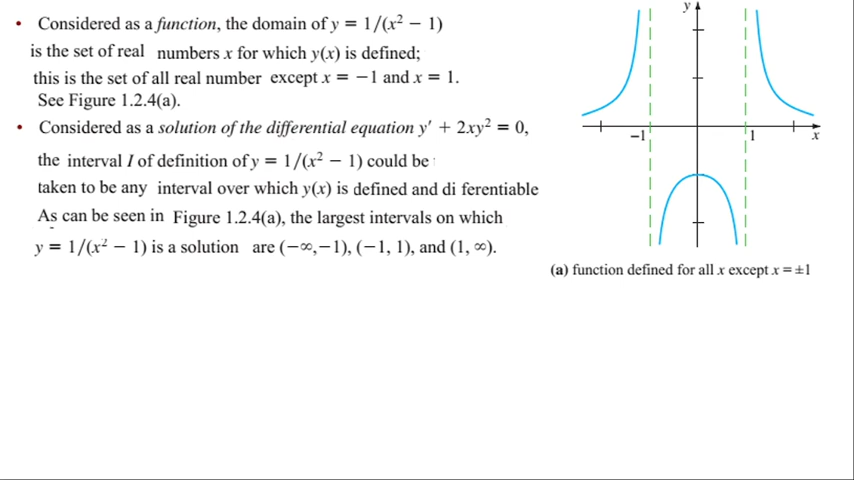 • Considered as a function, the domain of y = 1/(x² − 1)
is the set of real numbers x for which y(x) is defined;
this is the set of all real number except x = −1 and x = 1.
See Figure 1.2.4(a).
• Considered as a solution of the differential equation y′ + 2xy² = 0,
the interval I of definition of y = 1/(x² − 1) could be
taken to be any interval over which y(x) is defined and di ferentiable
As can be seen in Figure 1.2.4(a), the largest intervals on which
y = 1/(x² − 1) is a solution are (−∞,−1), (−1, 1), and (1, ∞).
y
−1
1
x
(a) function defined for all x except x = ±1